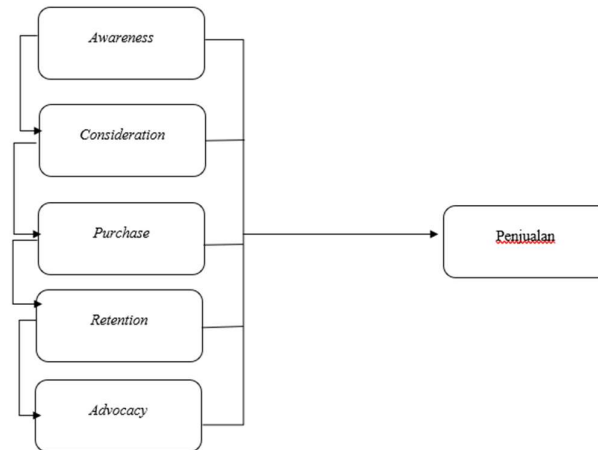 Awareness
Consideration
Purchase
Penjualan
Retention
Advocacy